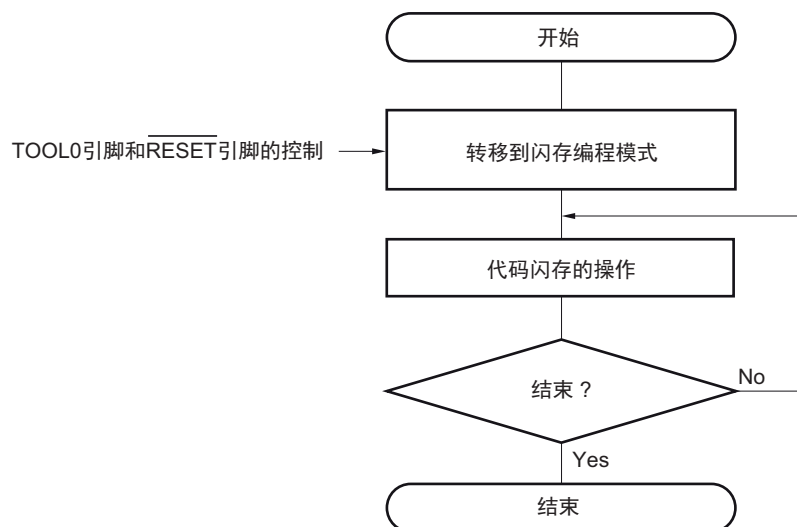 开始
TOOL0引脚和RESET引脚的控制
转移到闪存编程模式
代码闪存的操作
结束？
No
Yes
结束